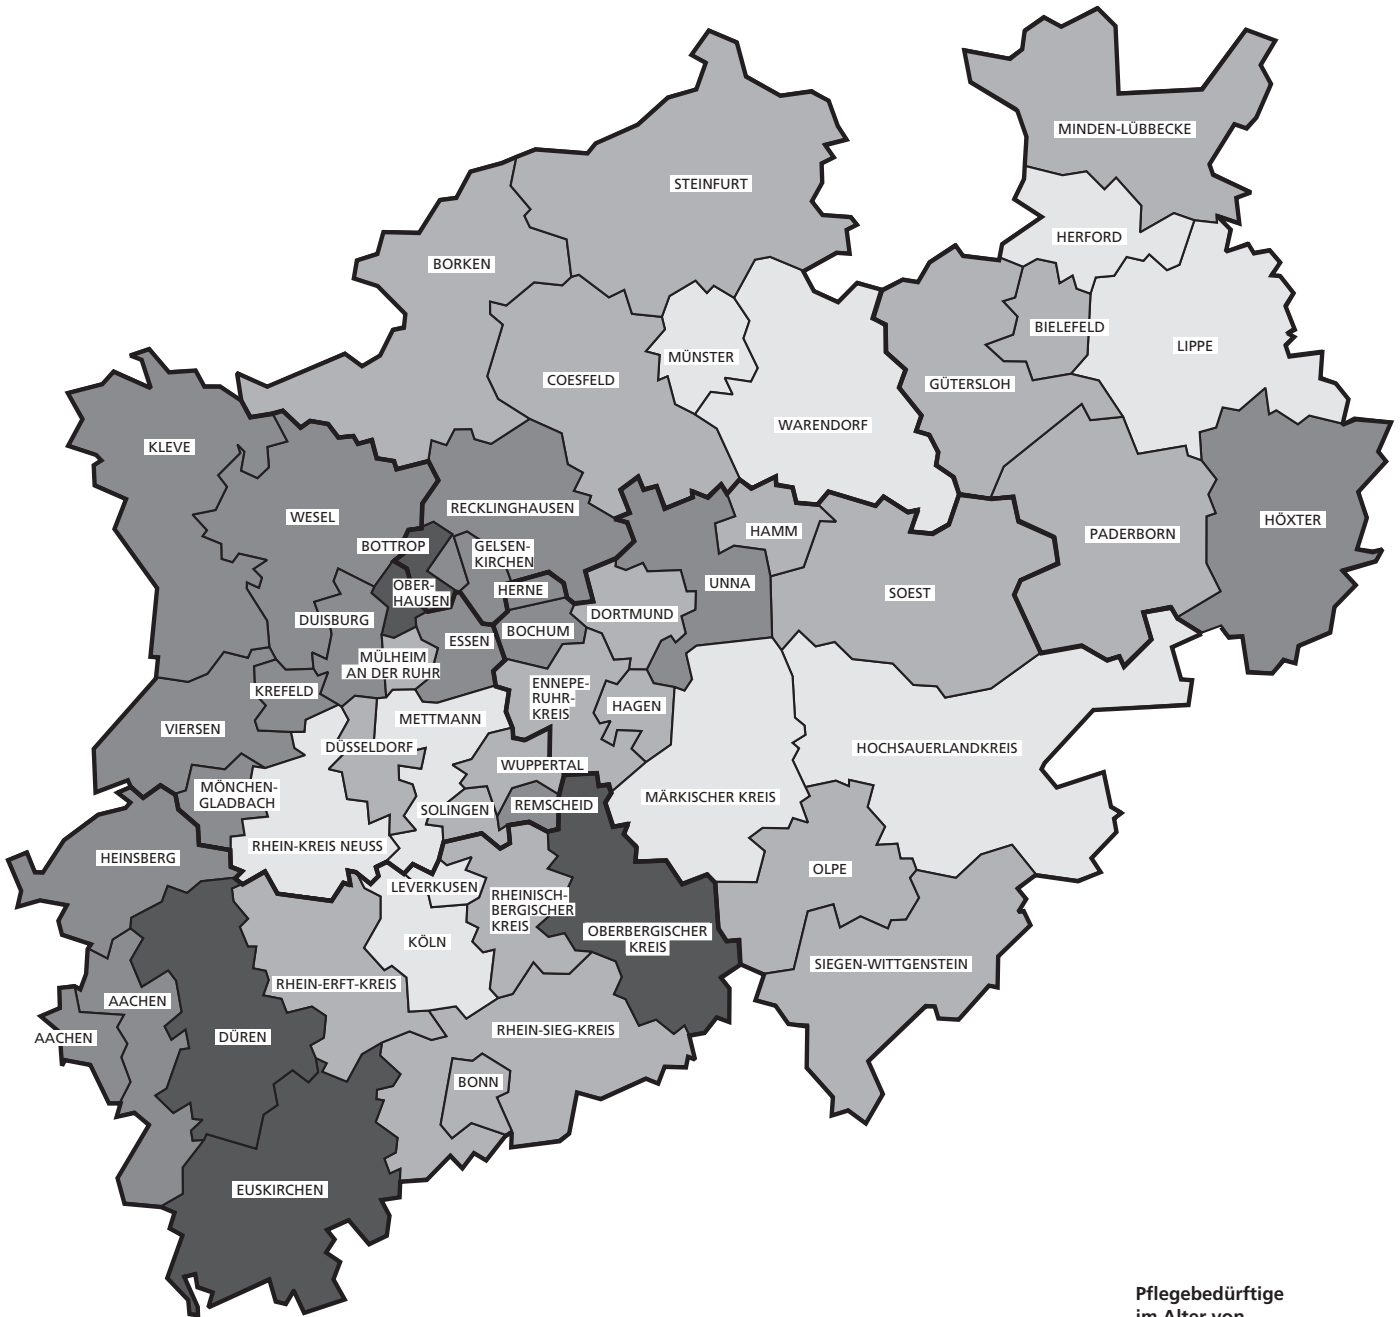 MINDEN-LÜBBECKE
STEINFURT
HERFORD
BORKEN
BIELEFELD
LIPPE
MÜNSTER
COESFELD
GÜTERSLOH
WARENDORF
KLEVE
RECKLINGHAUSEN
WESEL
HÖXTER
HAMM
PADERBORN
BOTTROP
GELSEN-
KIRCHEN
UNNA
OBER-
HAUSEN
HERNE
SOEST
DORTMUND
DUISBURG
BOCHUM
ESSEN
MÜLHEIM
AN DER RUHR
ENNEPE-
RUHR-
KREIS
KREFELD
HAGEN
METTMANN
VIERSEN
DÜSSELDORF
HOCHSAUERLANDKREIS
WUPPERTAL
MÖNCHEN-
GLADBACH
MÄRKISCHER KREIS
REMSCHEID
SOLINGEN
RHEIN-KREIS NEUSS
HEINSBERG
OLPE
LEVERKUSEN
RHEINISCH-
BERGISCHER
KREIS
OBERBERGISCHER
KREIS
KÖLN
SIEGEN-WITTGENSTEIN
RHEIN-ERFT-KREIS
AACHEN
RHEIN-SIEG-KREIS
AACHEN
DÜREN
BONN
EUSKIRCHEN
Pflegebedürftige
im Alter von